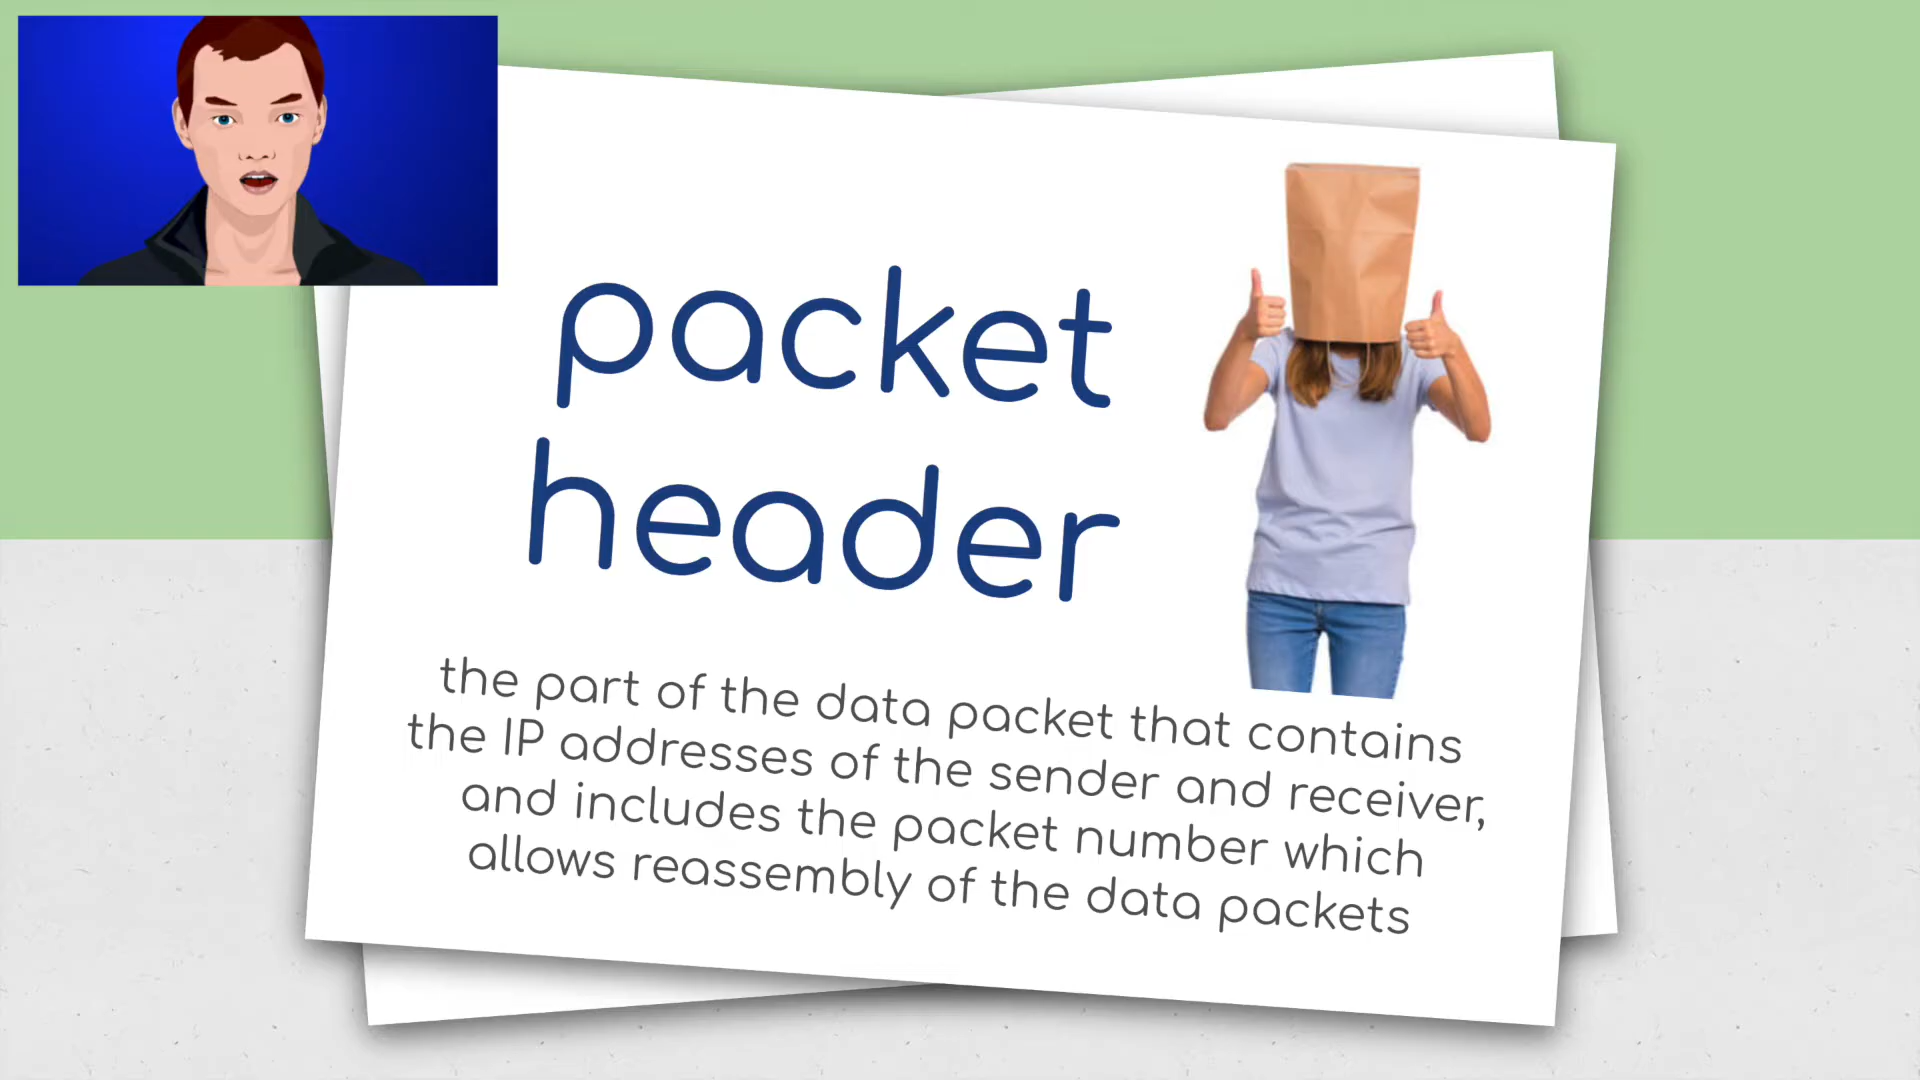 packet
header
the part of the data packet that contains
the IP addresses of the sender and receiver,
and includes the packet number which
allows reassembly of the data packets